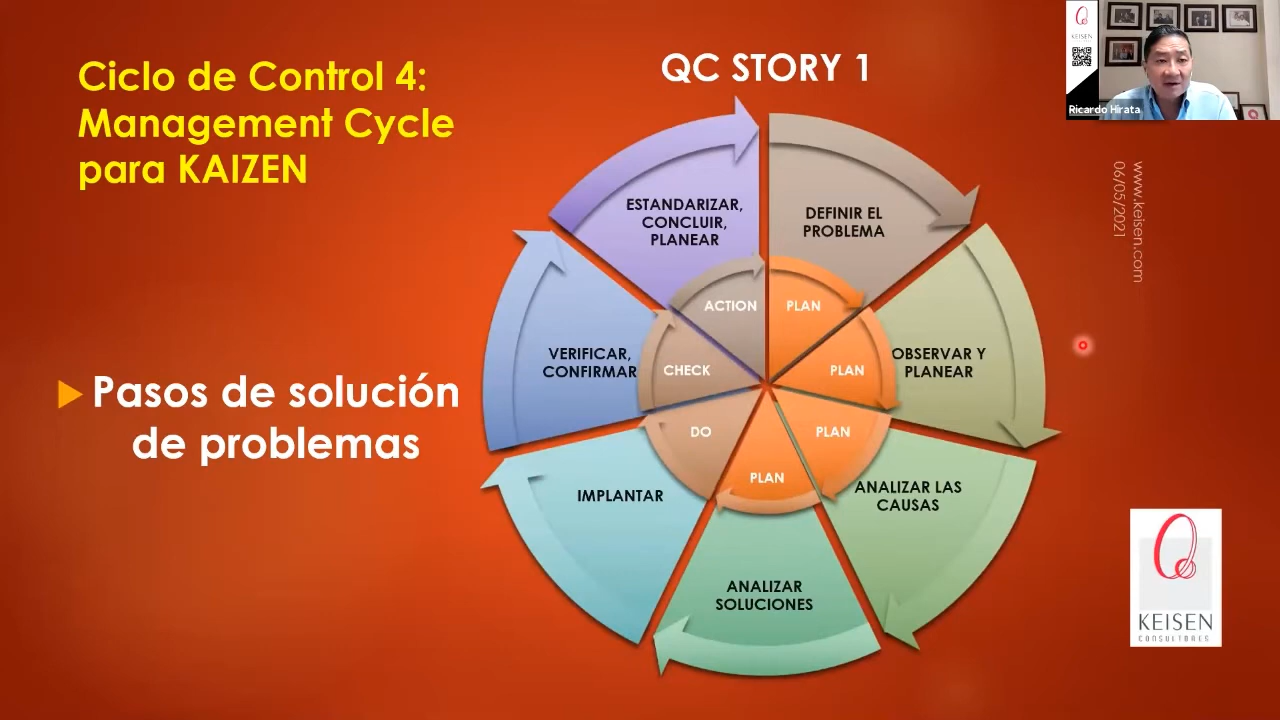 Ciclo de Control 4:
Management Cycle
para KAIZEN
QC STORY 1
KEISEN
Ricardo Hirata
www.keisen.com
06/05/2021
ESTANDARIZAR,
CONCLUIR,
PLANEAR
DEFINIR EL
PROBLEMA
ACTION
PLAN
VERIFICAR,
CONFIRMAR
CHECK
PLAN
OBSERVAR Y
PLANEAR
Pasos de solución
de problemas
DO
PLAN
PLAN
IMPLANTAR
ANALIZAR LAS
CAUSAS
ANALIZAR
SOLUCIONES
KEISEN
CONSULTORES